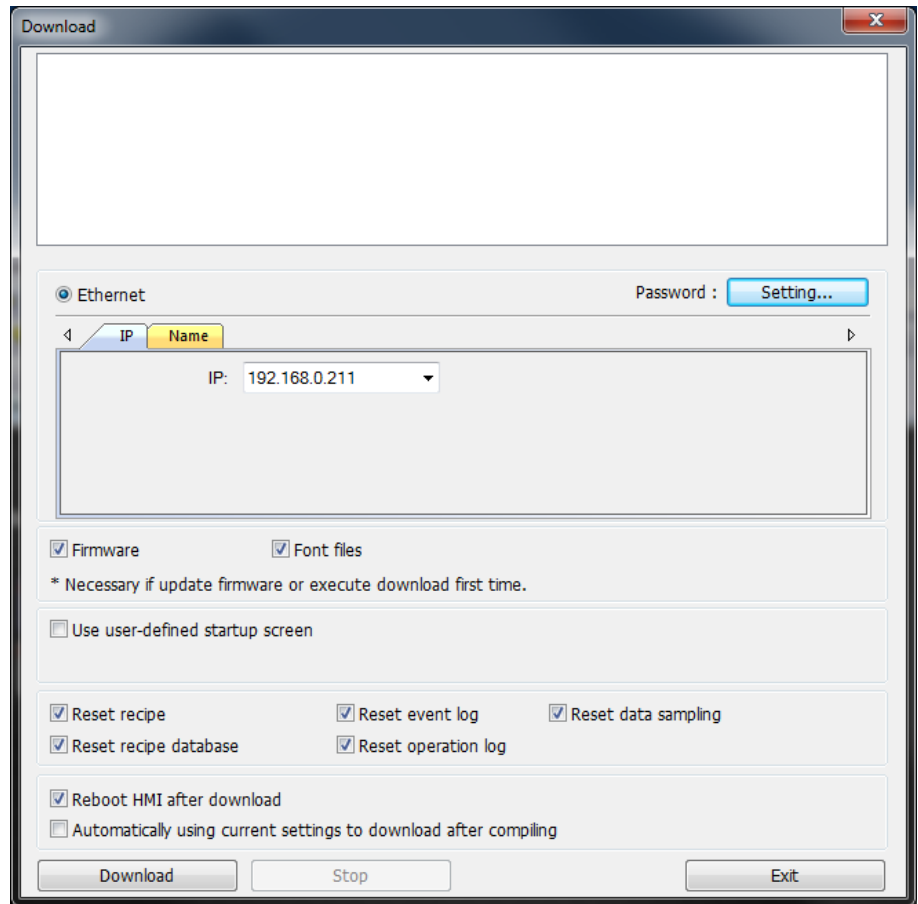 Download
Ethernet Password : Setting...
IP Name
IP: 192.168.0.211
Firmware Font files
* Necessary if update firmware or execute download first time.
Use user-defined startup screen
Reset recipe Reset event log Reset data sampling
Reset recipe database Reset operation log
Reboot HMI after download
Automatically using current settings to download after compiling
Download Stop Exit